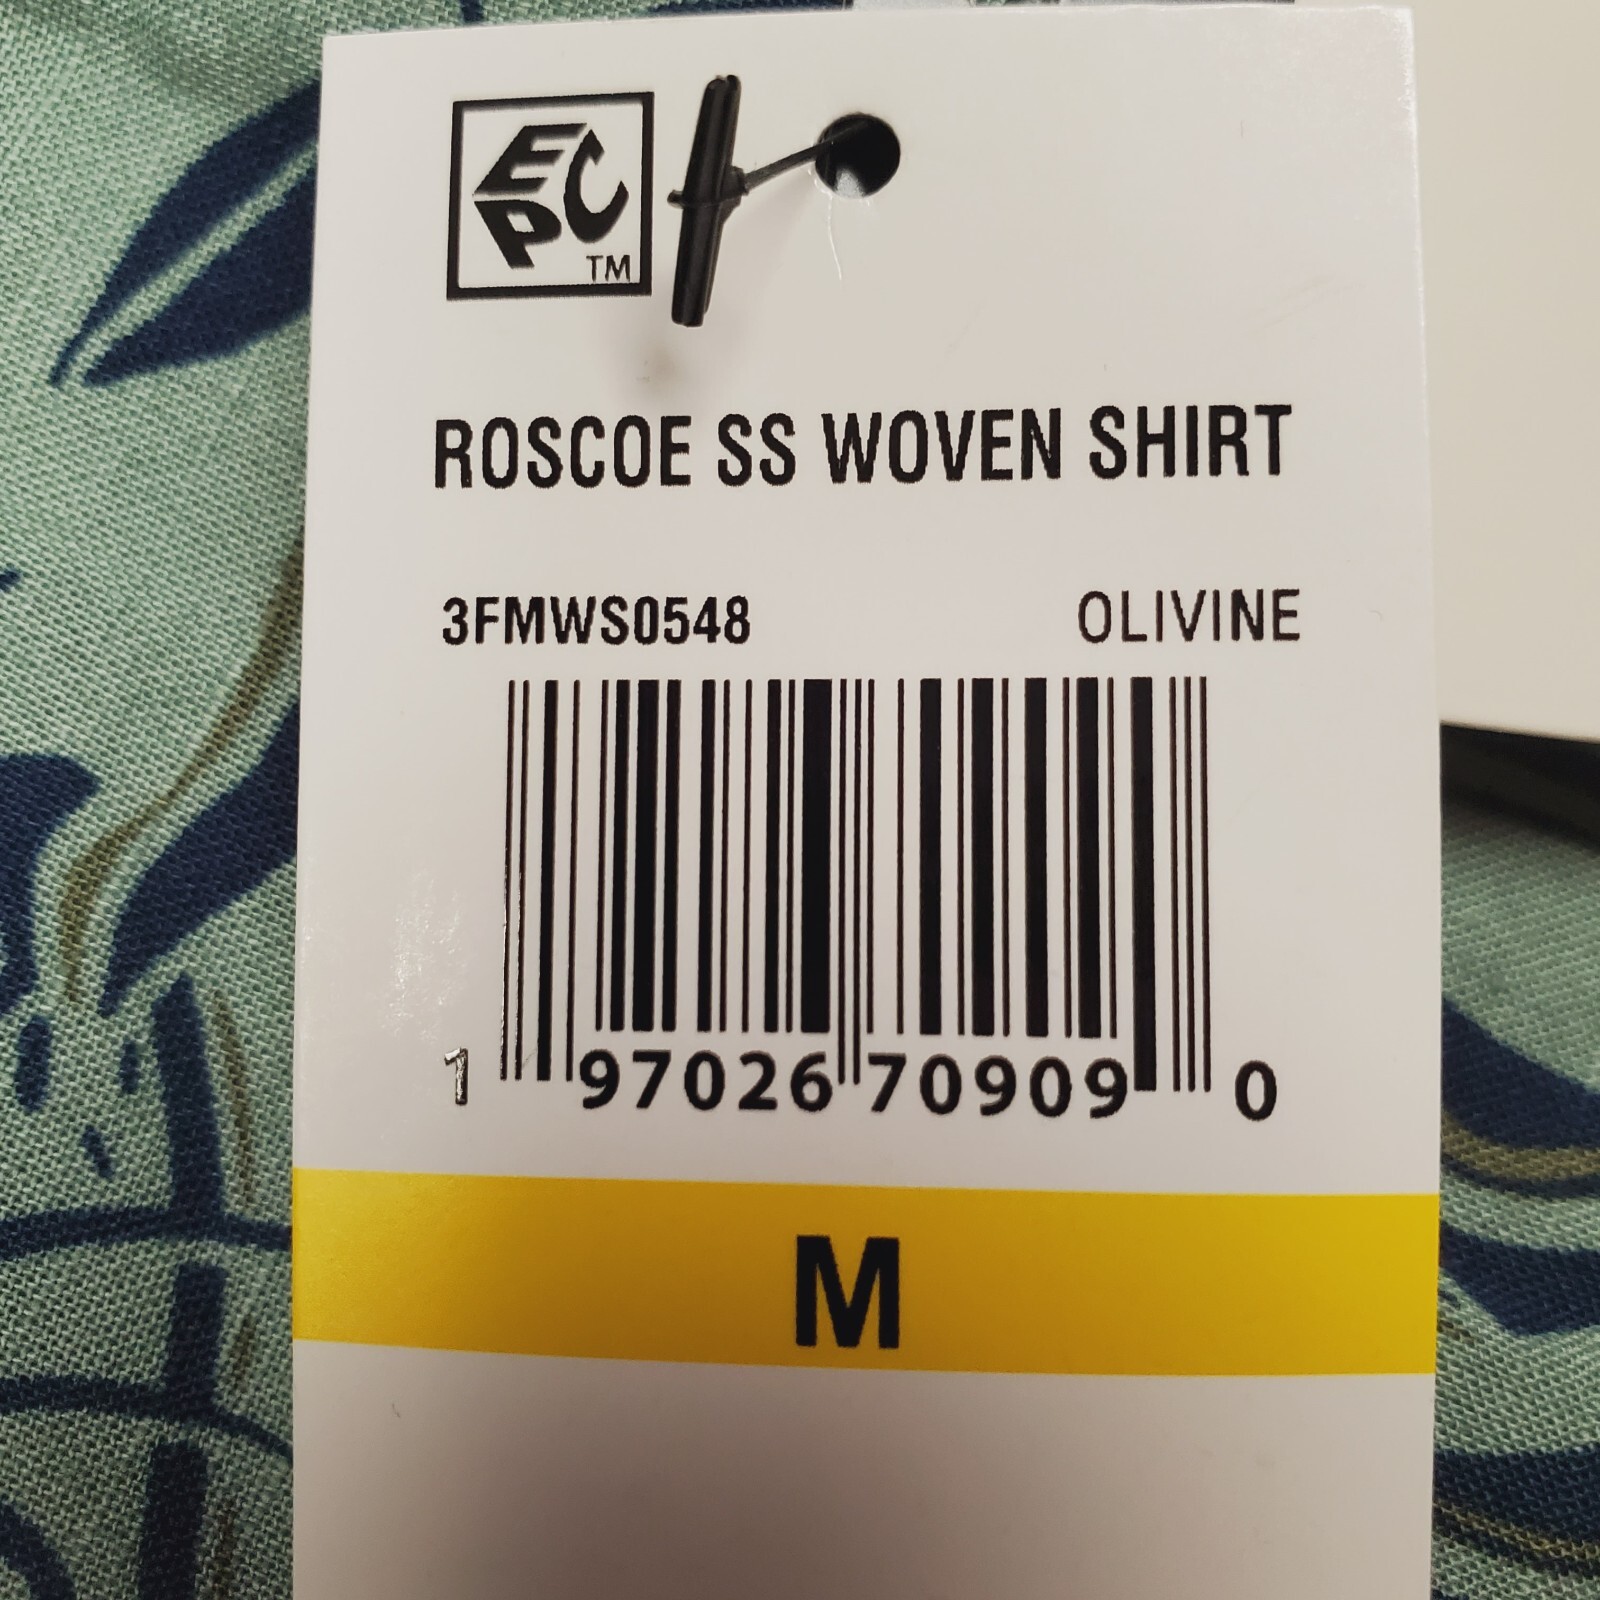 EPC
TM
ROSCOE SS WOVEN SHIRT
3FMWS0548 OLIVINE
1 97026 70909 0
M